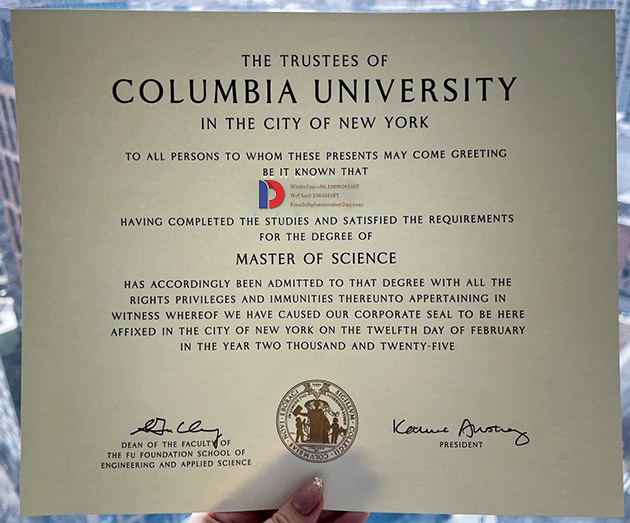 THE TRUSTEES OF
COLUMBIA UNIVERSITY
IN THE CITY OF NEW YORK
TO ALL PERSONS TO WHOM THESE PRESENTS MAY COME GREETING
BE IT KNOWN THAT
HAVING COMPLETED THE STUDIES AND SATISFIED THE REQUIREMENTS
FOR THE DEGREE OF
MASTER OF SCIENCE
HAS ACCORDINGLY BEEN ADMITTED TO THAT DEGREE WITH ALL THE
RIGHTS PRIVILEGES AND IMMUNITIES THEREUNTO APPERTAINING IN
WITNESS WHEREOF WE HAVE CAUSED OUR CORPORATE SEAL TO BE HERE
AFFIXED IN THE CITY OF NEW YORK ON THE TWELFTH DAY OF FEBRUARY
IN THE YEAR TWO THOUSAND AND TWENTY-FIVE
DEAN OF THE FACULTY OF
THE FU FOUNDATION SCHOOL OF
ENGINEERING AND APPLIED SCIENCE
PRESIDENT